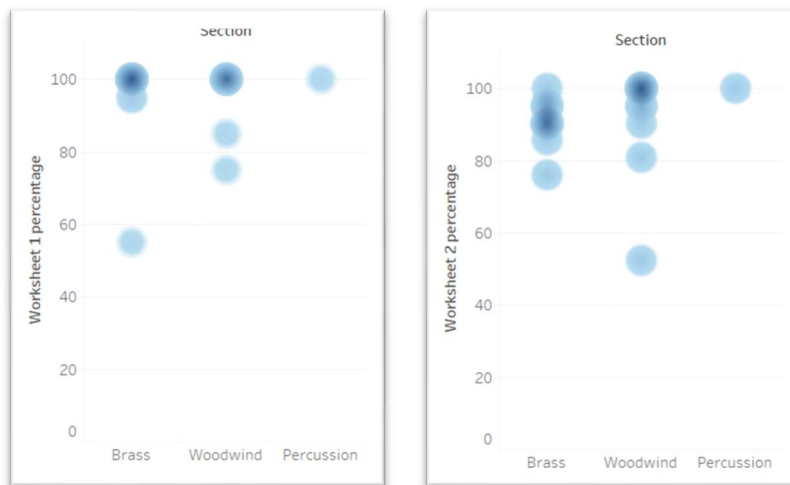 Section
Worksheet 1 percentage
100
80
60
40
20
0
Brass Woodwind Percussion
Section
Worksheet 2 percentage
100
80
60
40
20
0
Brass Woodwind Percussion